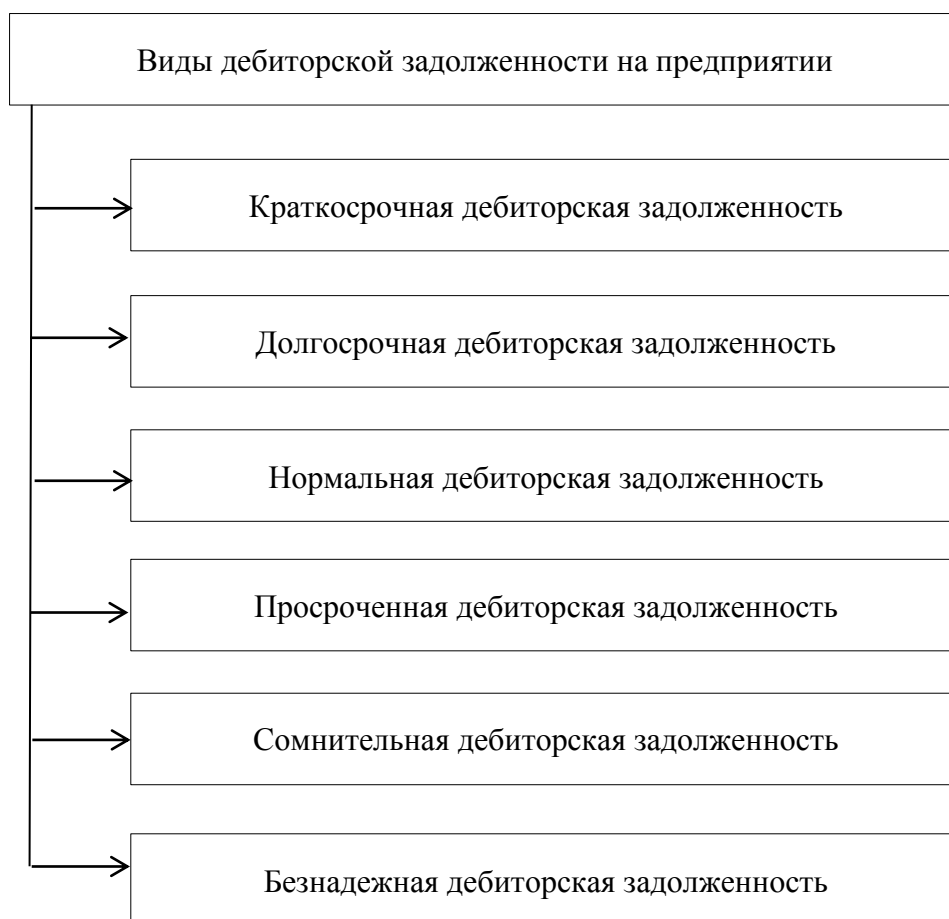 Виды дебиторской задолженности на предприятии
Краткосрочная дебиторская задолженность
Долгосрочная дебиторская задолженность
Нормальная дебиторская задолженность
Просроченная дебиторская задолженность
Сомнительная дебиторская задолженность
Безнадежная дебиторская задолженность